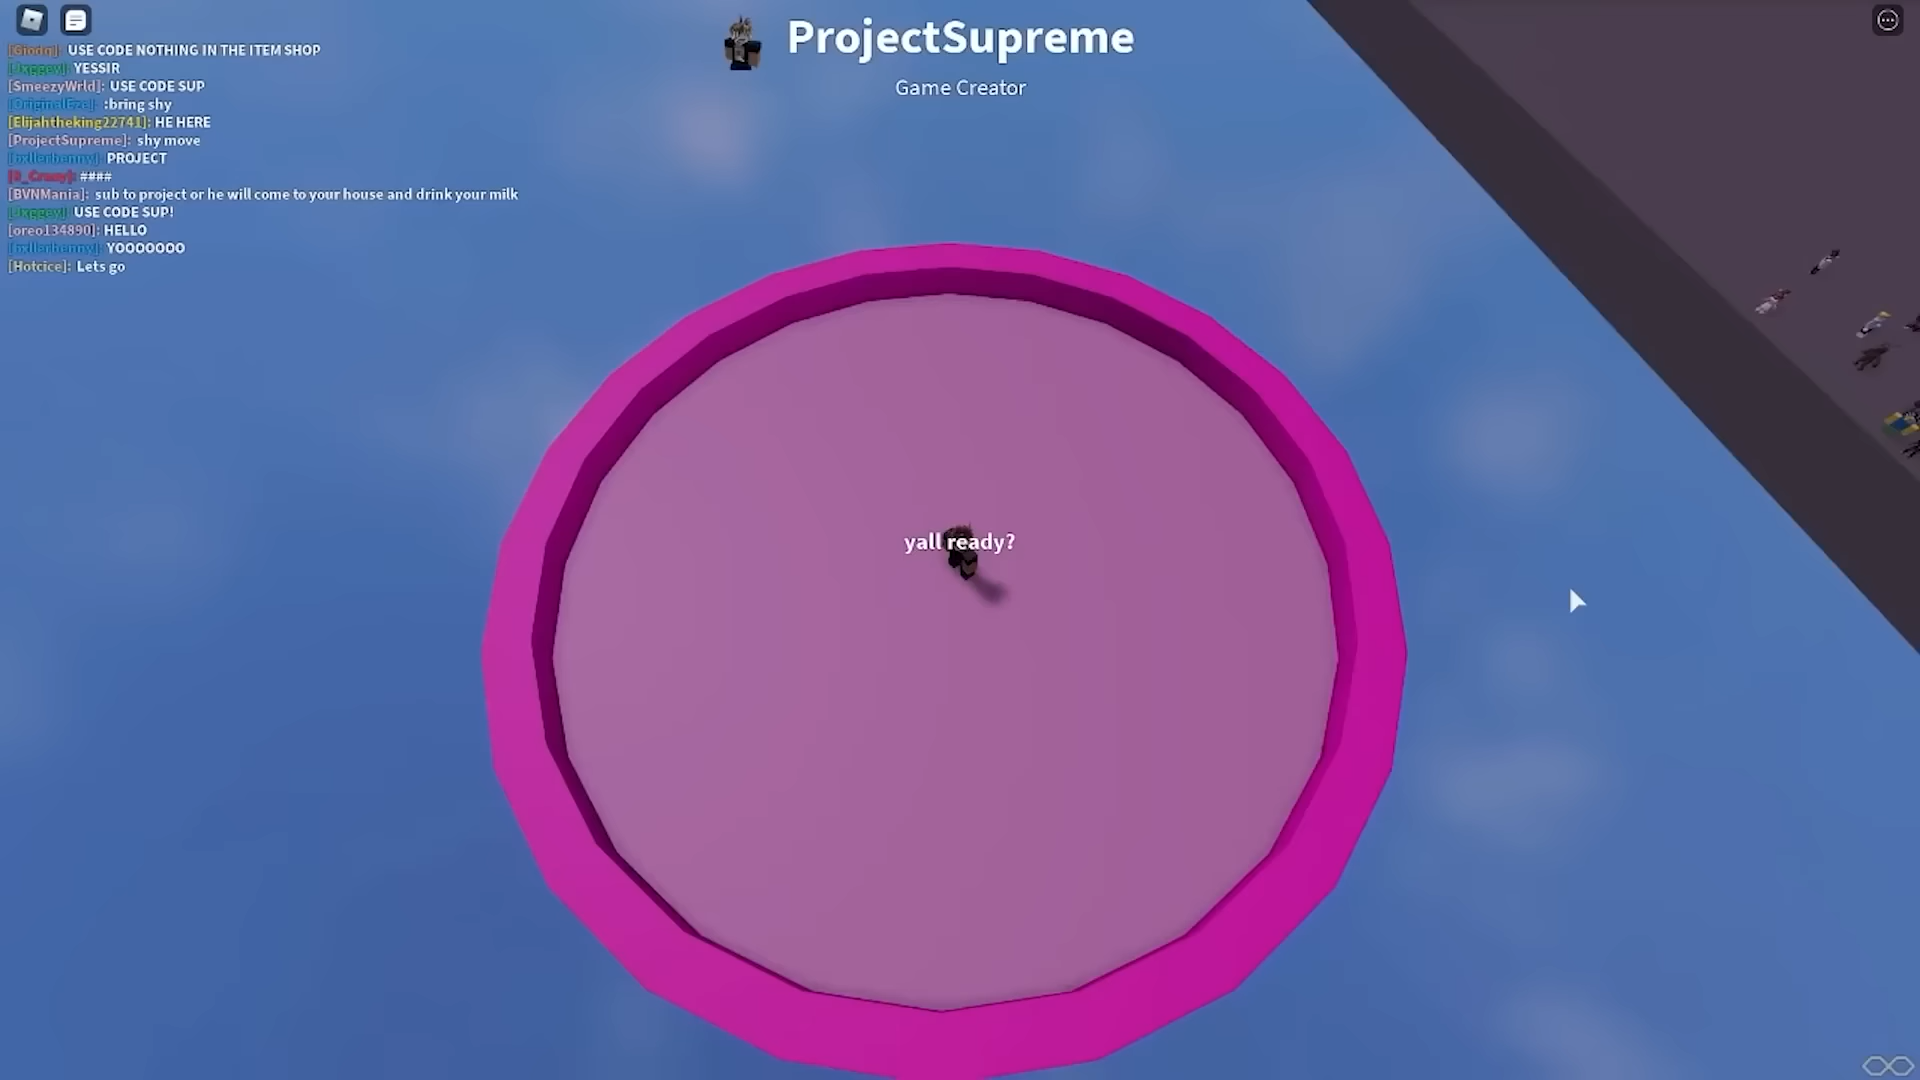 ProjectSupreme
Game Creator
USE CODE NOTHING IN THE ITEM SHOP
YESSIR
[SmeezyWrld]: USE CODE SUP
[OriginalEze]: :bring shy
[Elijahtheking22741]: HE HERE
[ProjectSupreme]: shy move
PROJECT
####
[BVNMania]: sub to project or he will come to your house and drink your milk
USE CODE SUP!
[oreo134890]: HELLO
YOOOOOOO
[Hotcice]: Lets go
yall ready?